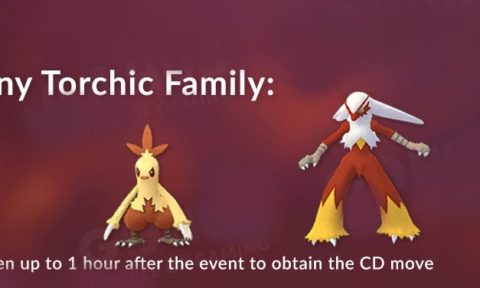 ny Torchic Family:
en up to 1 hour after the event to obtain the CD move